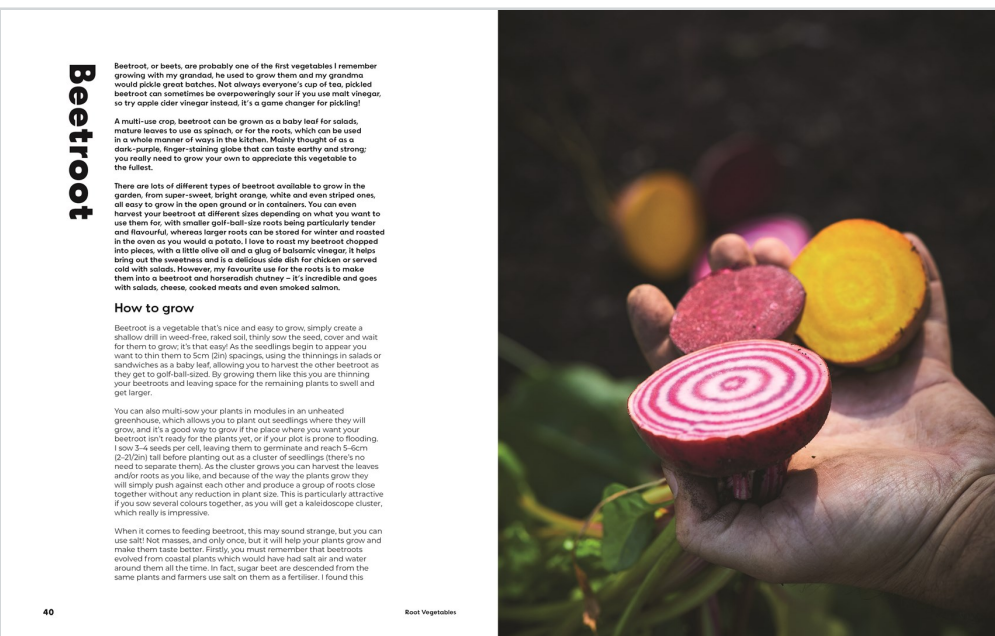 Beetroot
Beetroot, or beets, are probably one of the first vegetables I remember
growing with my grandad, he used to grow them and my grandma
would pickle great batches. Not always everyone's cup of tea, pickled
beetroot can sometimes be overpoweringly sour if you use malt vinegar,
so try apple cider vinegar instead, it's a game changer for pickling!
A multi-use crop, beetroot can be grown as a baby leaf for salads,
mature leaves to use as spinach, or for the roots, which can be used
in a whole manner of ways in the kitchen. Mainly thought of as a
dark-purple, finger-staining globe that can taste earthy and strong;
you really need to grow your own to appreciate this vegetable to
the fullest.
There are lots of different types of beetroot available to grow in the
garden, from super-sweet, bright orange, white and even striped ones,
all easy to grow in the open ground or in containers. You can even
harvest your beetroot at different sizes depending on what you want to
use them for, with smaller golf-ball-size roots being particularly tender
and flavourful, whereas larger roots can be stored for winter and roasted
in the oven as you would a potato. I love to roast my beetroot chopped
into pieces, with a little olive oil and a glug of balsamic vinegar, it helps
bring out the sweetness and is a delicious side dish for chicken or served
cold with salads. However, my favourite use for the roots is to make
them into a beetroot and horseradish chutney – it's incredible and goes
with salads, cheese, cooked meats and even smoked salmon.
How to grow
Beetroot is a vegetable that's nice and easy to grow, simply create a
shallow drill in weed-free, raked soil, thinly sow the seed, cover and wait
for them to grow; it's that easy! As the seedlings begin to appear you
want to thin them to 5cm (2in) spacings, using the thinnings in salads or
sandwiches as a baby leaf, allowing you to harvest the other beetroot as
they get to golf-ball-sized. By growing them like this you are thinning
your beetroots and leaving space for the remaining plants to swell and
get larger.
You can also multi-sow your plants in modules in an unheated
greenhouse, which allows you to plant out seedlings where they will
grow, and it's a good way to grow if the place where you want your
beetroot isn't ready for the plants yet, or if your plot is prone to flooding.
I sow 3–4 seeds per cell, leaving them to germinate and reach 5–6cm
(2–21/2in) tall before planting out as a cluster of seedlings (there's no
need to separate them). As the cluster grows you can harvest the leaves
and/or roots as you like, and because of the way the plants grow they
will simply push against each other and produce a group of roots close
together without any reduction in plant size. This is particularly attractive
if you sow several colours together, as you will get a kaleidoscope cluster,
which really is impressive.
When it comes to feeding beetroot, this may sound strange, but you can
use salt! Not masses, and only once, but it will help your plants grow and
make them taste better. Firstly, you must remember that beetroots
evolved from coastal plants which would have had salt air and water
around them all the time. In fact, sugar beet are descended from the
same plants and farmers use salt on them as a fertiliser. I found this
40
Root Vegetables